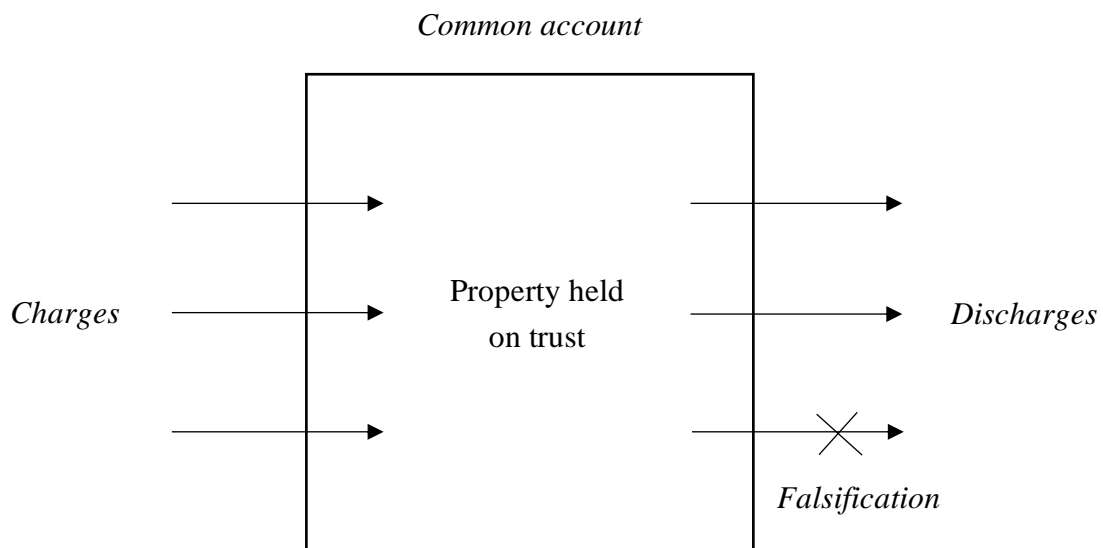 Common account
Property held
on trust
Charges
Discharges
Falsification